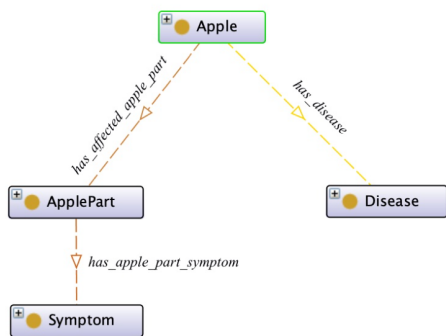 Apple
has_affected_apple_part
has_disease
ApplePart
Disease
has_apple_part_symptom
Symptom